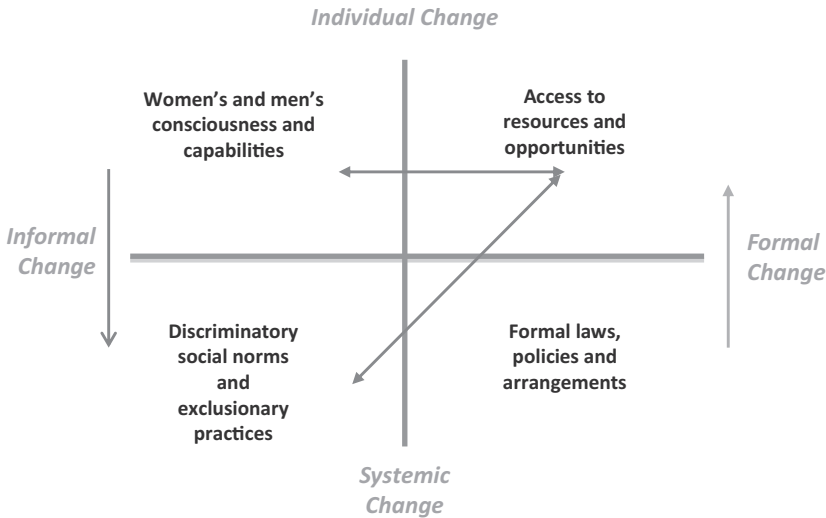 Individual Change
Women's and men's
consciousness and
capabilities
Access to
resources and
opportunities
Informal
Change
Formal
Change
Discriminatory
social norms
and
exclusionary
practices
Formal laws,
policies and
arrangements
Systemic
Change